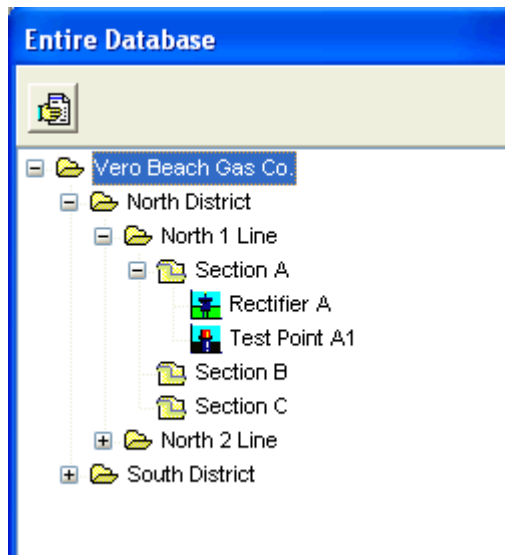 Entire Database
Vero Beach Gas Co.
North District
North 1 Line
Section A
Rectifier A
Test Point A1
Section B
Section C
North 2 Line
South District